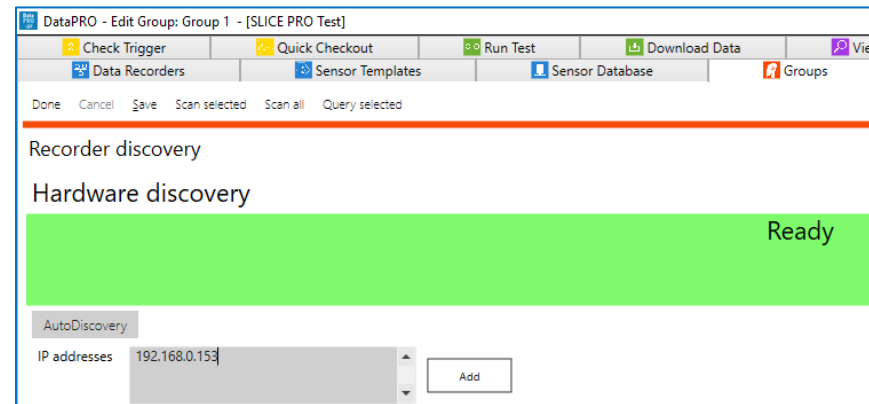 DataPRO - Edit Group: Group 1 - [SLICE PRO Test]
Check Trigger Quick Checkout Run Test Download Data Vie
Data Recorders Sensor Templates Sensor Database Groups
Done Cancel Save Scan selected Scan all Query selected
Recorder discovery
Hardware discovery
Ready
AutoDiscovery
IP addresses 192.168.0.153 Add